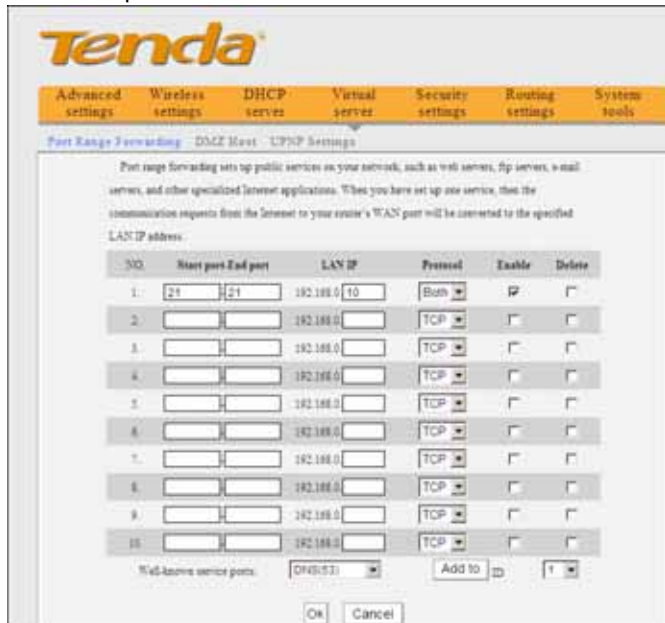 Tenda
Advanced settings Wireless settings DHCP server Virtual server Security settings Routing settings System tools
Port Range Forwarding DMZ Host UPNP Settings
Port range forwarding sets up public services on your network, such as web servers, ftp servers, e-mail
servers, and other specialized Internet applications. When you have set up one service, then the
communication requests from the Internet to your router's WAN port will be converted to the specified
LAN IP address.
NO. Start port-End port LAN IP Protocol Enable Delete
1. 21 - 21 192.168.0. 10 Both
2. - 192.168.0. TCP
3. - 192.168.0. TCP
4. - 192.168.0. TCP
5. - 192.168.0. TCP
6. - 192.168.0. TCP
7. - 192.168.0. TCP
8. - 192.168.0. TCP
9. - 192.168.0. TCP
10. - 192.168.0. TCP
Well-known service ports: DNS(53) Add to ID 1
Ok Cancel